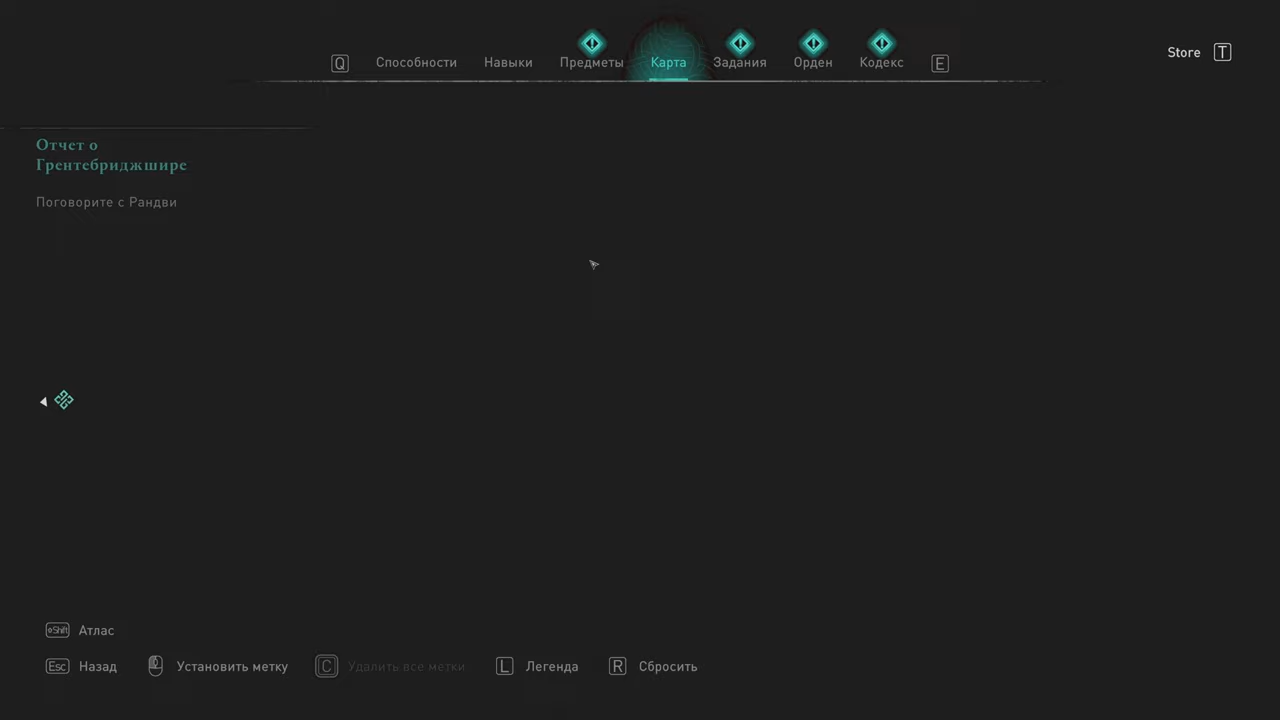 Q Способности Навыки Предметы Карта Задания Орден Кодекс E
Store T
Отчет о
Грентебриджшире
Поговорите с Рандви
Shift Атлас
Esc Назад Установить метку C Удалить все метки L Легенда R Сбросить